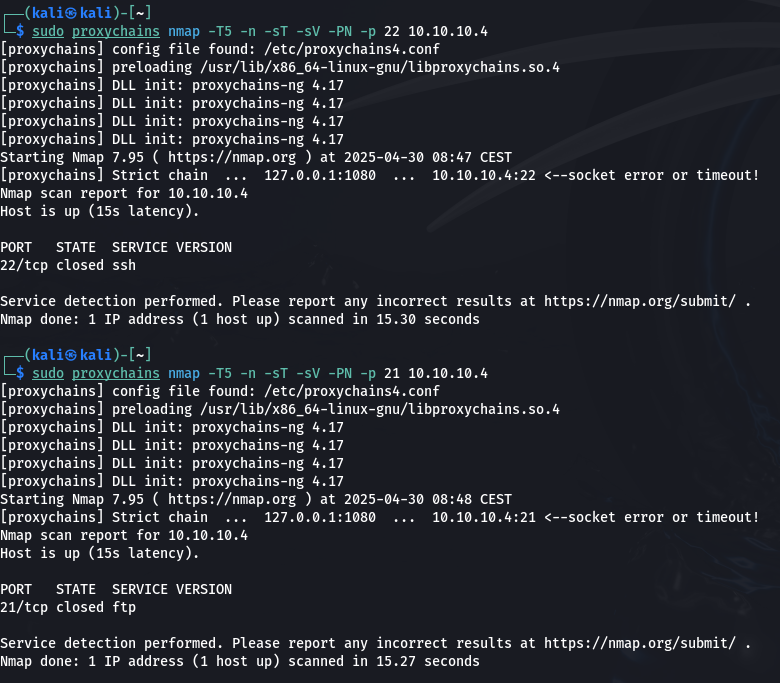 ┌──(kali㉿kali)-[~]
└─$ sudo proxychains nmap -T5 -n -sT -sV -PN -p 22 10.10.10.4
[proxychains] config file found: /etc/proxychains4.conf
[proxychains] preloading /usr/lib/x86_64-linux-gnu/libproxychains.so.4
[proxychains] DLL init: proxychains-ng 4.17
[proxychains] DLL init: proxychains-ng 4.17
[proxychains] DLL init: proxychains-ng 4.17
[proxychains] DLL init: proxychains-ng 4.17
Starting Nmap 7.95 ( https://nmap.org ) at 2025-04-30 08:47 CEST
[proxychains] Strict chain  ...  127.0.0.1:1080  ...  10.10.10.4:22 <--socket error or timeout!
Nmap scan report for 10.10.10.4
Host is up (15s latency).

PORT   STATE  SERVICE VERSION
22/tcp closed ssh

Service detection performed. Please report any incorrect results at https://nmap.org/submit/ .
Nmap done: 1 IP address (1 host up) scanned in 15.30 seconds

┌──(kali㉿kali)-[~]
└─$ sudo proxychains nmap -T5 -n -sT -sV -PN -p 21 10.10.10.4
[proxychains] config file found: /etc/proxychains4.conf
[proxychains] preloading /usr/lib/x86_64-linux-gnu/libproxychains.so.4
[proxychains] DLL init: proxychains-ng 4.17
[proxychains] DLL init: proxychains-ng 4.17
[proxychains] DLL init: proxychains-ng 4.17
[proxychains] DLL init: proxychains-ng 4.17
Starting Nmap 7.95 ( https://nmap.org ) at 2025-04-30 08:48 CEST
[proxychains] Strict chain  ...  127.0.0.1:1080  ...  10.10.10.4:21 <--socket error or timeout!
Nmap scan report for 10.10.10.4
Host is up (15s latency).

PORT   STATE  SERVICE VERSION
21/tcp closed ftp

Service detection performed. Please report any incorrect results at https://nmap.org/submit/ .
Nmap done: 1 IP address (1 host up) scanned in 15.27 seconds